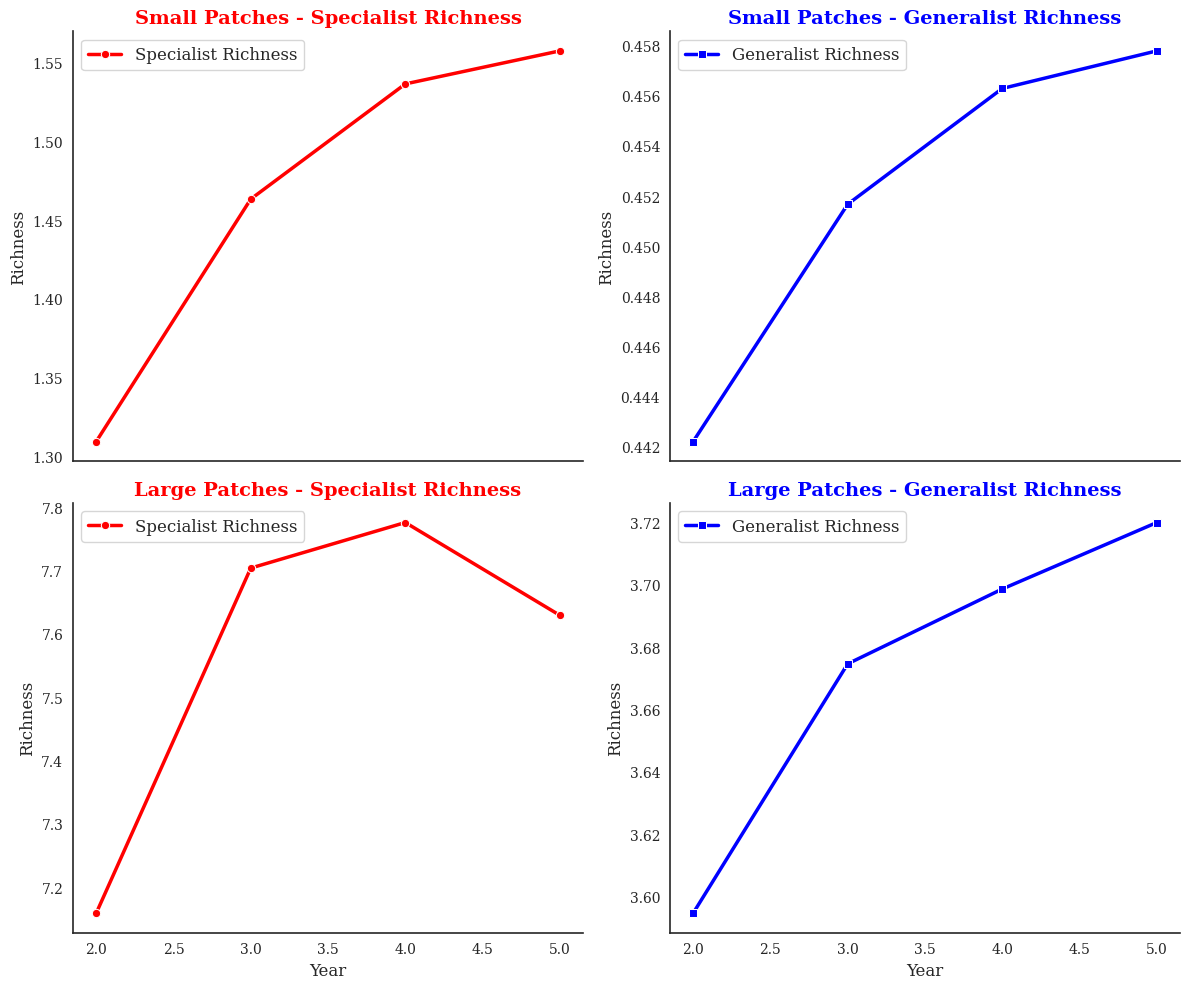 Small Patches - Specialist Richness
Specialist Richness
1.55
1.50
1.45
1.40
1.35
1.30
Richness
Small Patches - Generalist Richness
Generalist Richness
0.458
0.456
0.454
0.452
0.450
0.448
0.446
0.444
0.442
Richness
Large Patches - Specialist Richness
Specialist Richness
7.8
7.7
7.6
7.5
7.4
7.3
7.2
Richness
2.0 2.5 3.0 3.5 4.0 4.5 5.0
Year
Large Patches - Generalist Richness
Generalist Richness
3.72
3.70
3.68
3.66
3.64
3.62
3.60
Richness
2.0 2.5 3.0 3.5 4.0 4.5 5.0
Year